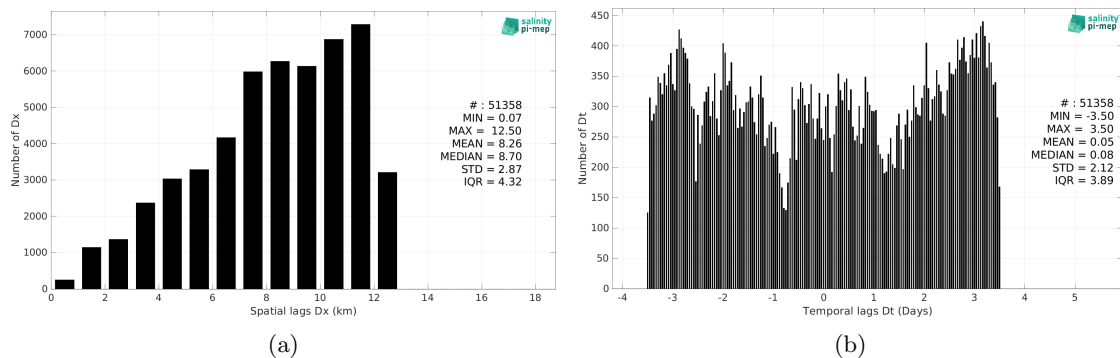 7000
6000
5000
4000
3000
2000
1000
0
Number of Dx
0 2 4 6 8 10 12 14 16 18
Spatial lags Dx (km)
salinity
pi-mep
# : 51358
MIN = 0.07
MAX = 12.50
MEAN = 8.26
MEDIAN = 8.70
STD = 2.87
IQR = 4.32
(a)
450
400
350
300
250
200
150
100
50
0
Number of Dt
-4 -3 -2 -1 0 1 2 3 4 5
Temporal lags Dt (Days)
salinity
pi-mep
# : 51358
MIN = -3.50
MAX = 3.50
MEAN = 0.05
MEDIAN = 0.08
STD = 2.12
IQR = 3.89
(b)